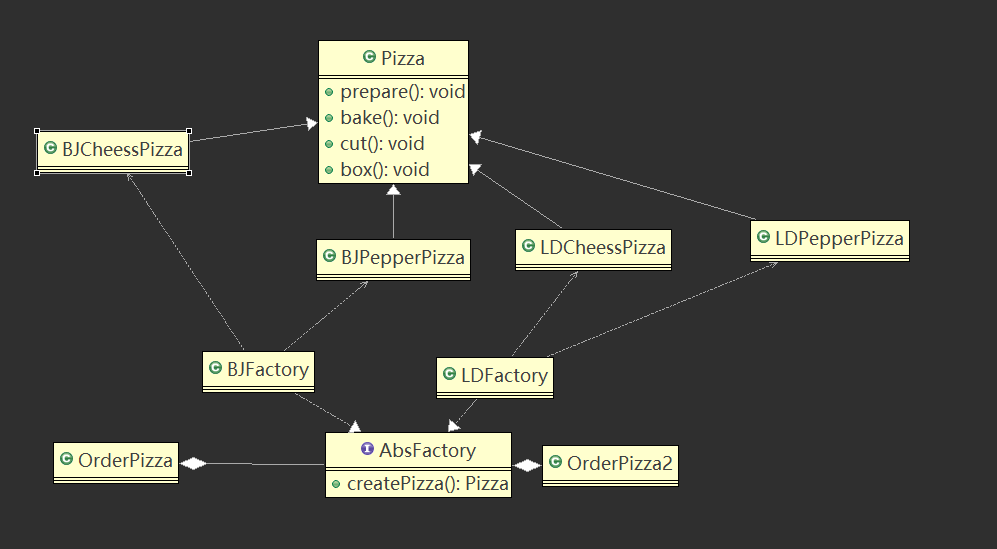 Pizza
prepare(): void
bake(): void
cut(): void
box(): void
BJCheessPizza
BJPepperPizza
LDCheessPizza
LDPepperPizza
BJFactory
LDFactory
OrderPizza
AbsFactory
createPizza(): Pizza
OrderPizza2